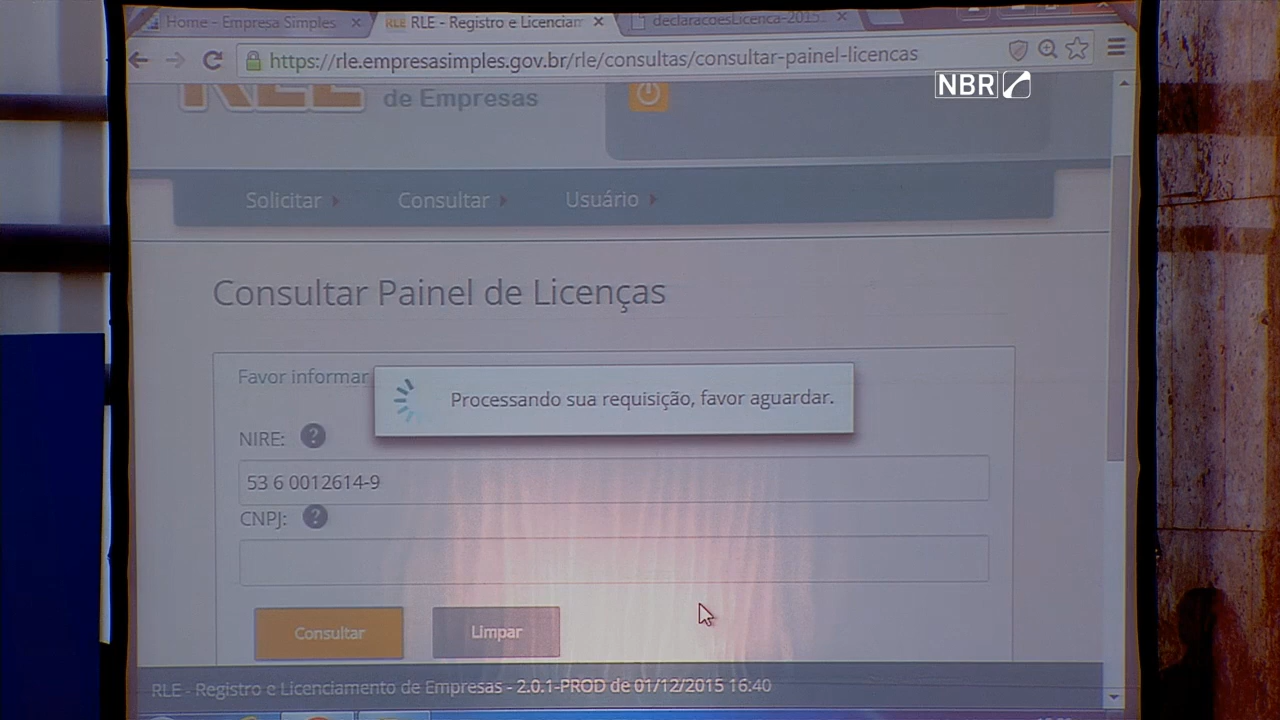 Home - Empresa Simples
RLE RLE - Registro e Licencian
declaracoesLicenca-2015...
https://rle.empresasimples.gov.br/rle/consultas/consultar-painel-licencas
NBR
RLE de Empresas
Solicitar Consultar Usuário
Consultar Painel de Licenças
Favor informar
Processando sua requisição, favor aguardar.
NIRE: ?
53 6 0012614-9
CNPJ: ?
Consultar Limpar
RLE - Registro e Licenciamento de Empresas - 2.0.1-PROD de 01/12/2015 16:40